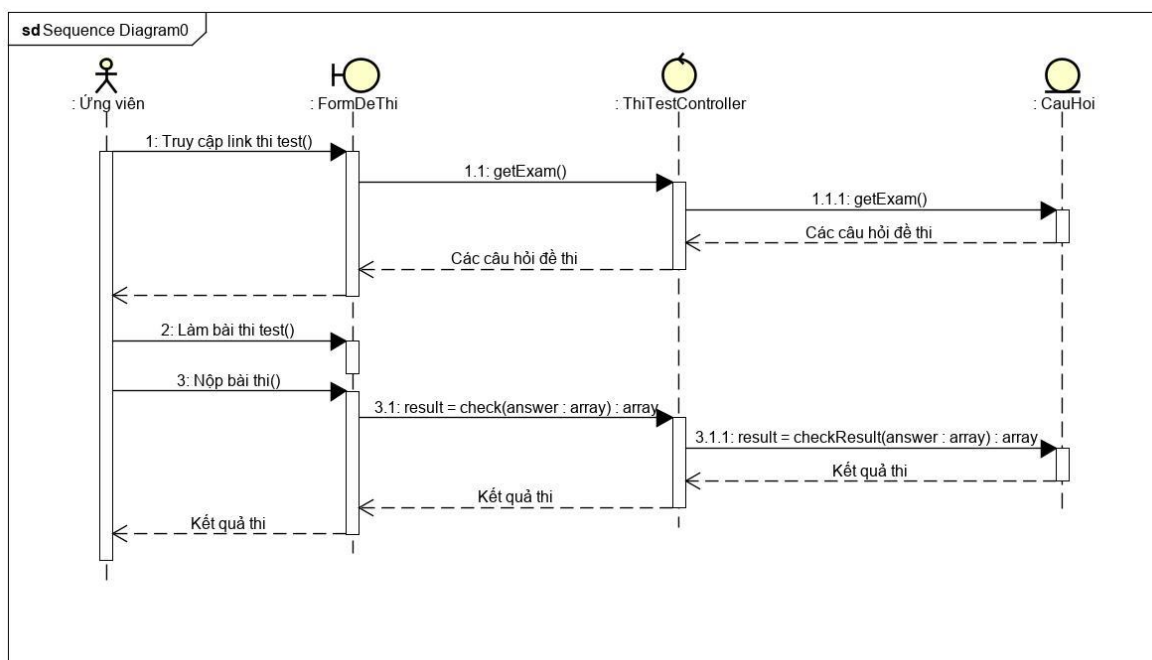 sd Sequence Diagram0
: Ứng viên
: FormDeThi
: ThiTestController
: CauHoi
1: Truy cập link thi test()
1.1: getExam()
1.1.1: getExam()
Các câu hỏi đề thi
Các câu hỏi đề thi
2: Làm bài thi test()
3: Nộp bài thi()
3.1: result = check(answer : array) : array
3.1.1: result = checkResult(answer : array) : array
Kết quả thi
Kết quả thi
Kết quả thi